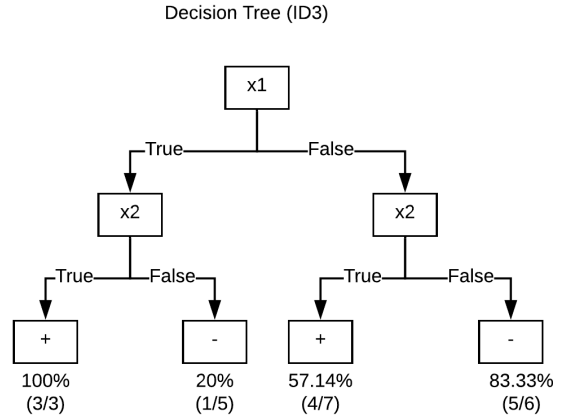 Decision Tree (ID3)
x1
True False
x2 x2
True False True False
+ - + -
100% 20% 57.14% 83.33%
(3/3) (1/5) (4/7) (5/6)